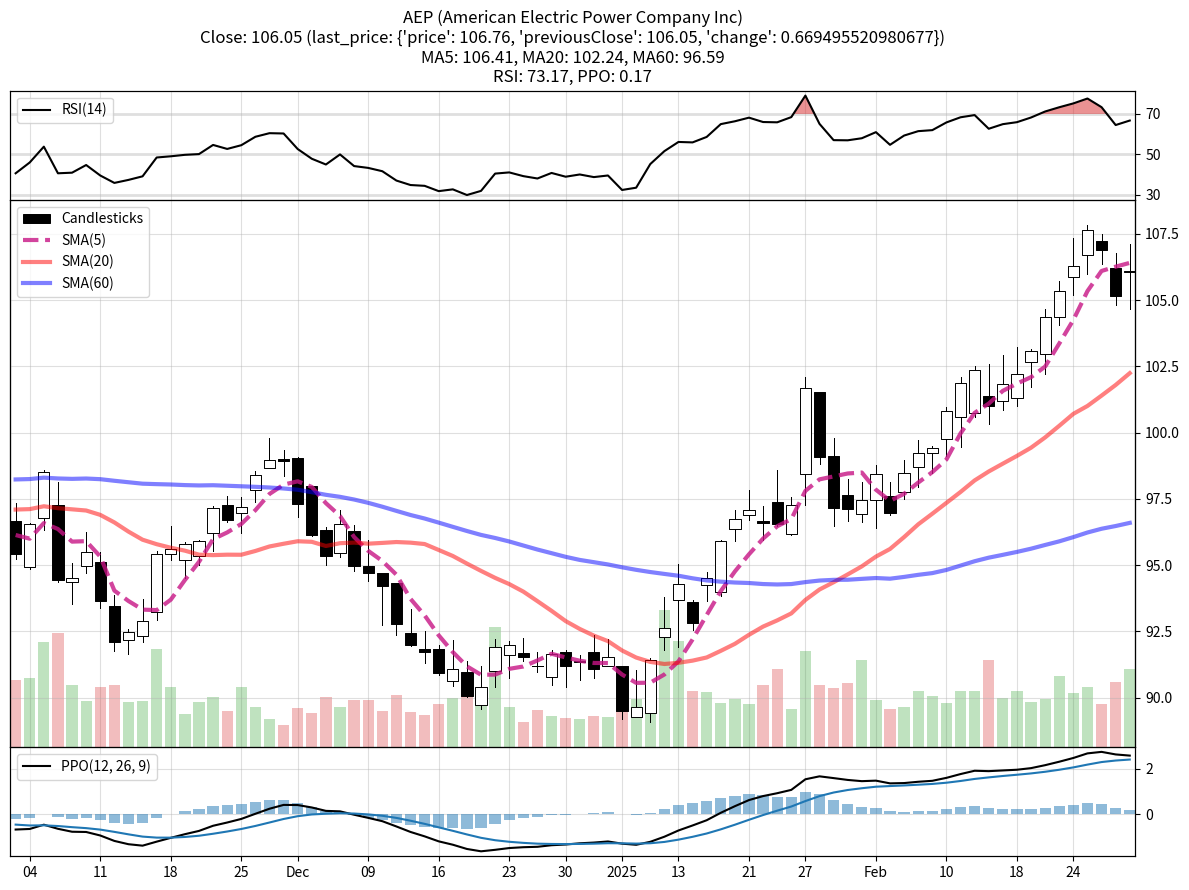 AEP (American Electric Power Company Inc)
Close: 106.05 (last_price: {'price': 106.76, 'previousClose': 106.05, 'change': 0.669495520980677})
MA5: 106.41, MA20: 102.24, MA60: 96.59
RSI: 73.17, PPO: 0.17
RSI(14)
70
50
30
Candlesticks
SMA(5)
SMA(20)
SMA(60)
107.5
105.0
102.5
100.0
97.5
95.0
92.5
90.0
PPO(12, 26, 9)
2
0
04 11 18 25 Dec 09 16 23 30 2025 13 21 27 Feb 10 18 24